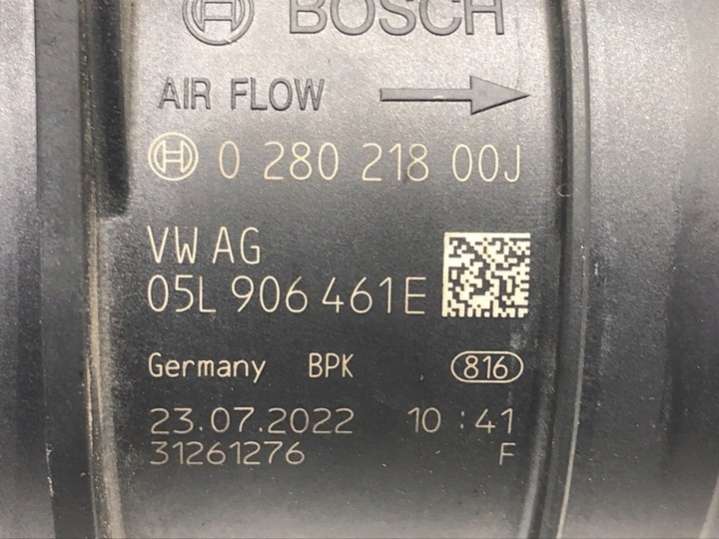 BOSCH
AIR FLOW
0 280 218 00J
VW AG
05L 906 461E
Germany BPK 816
23.07.2022 10:41
31261276 F